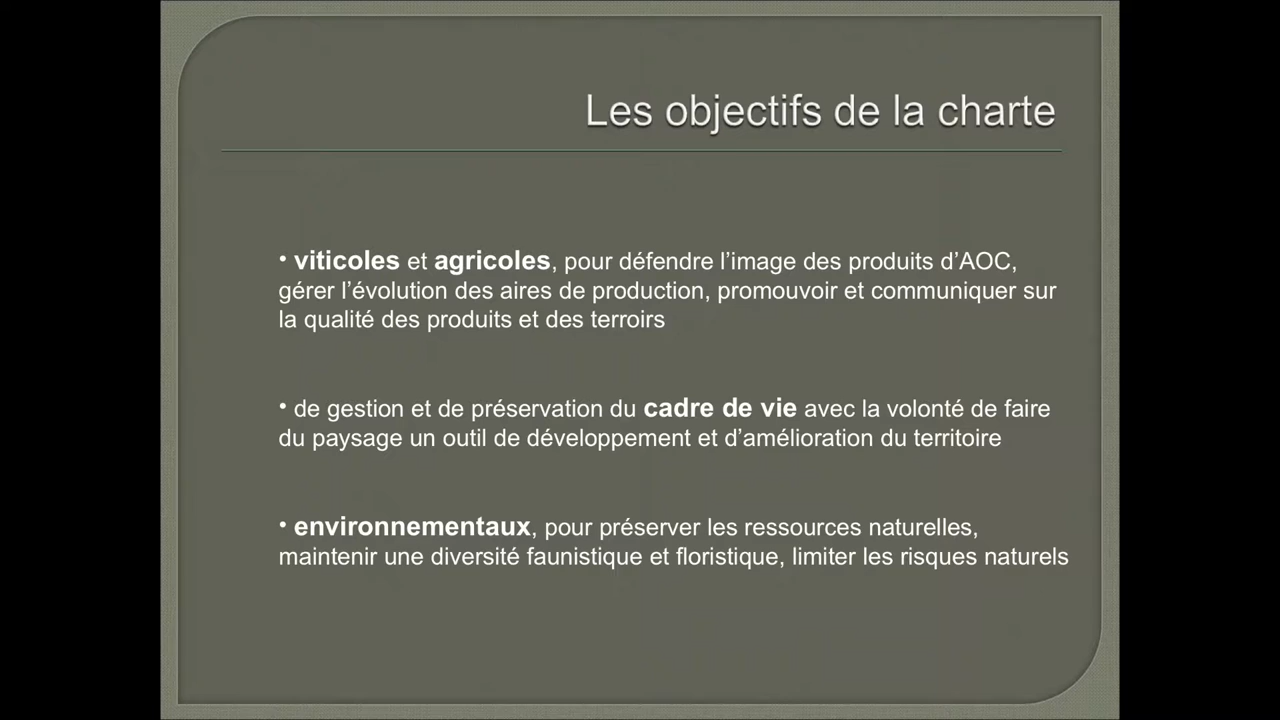 Les objectifs de la charte
• viticoles et agricoles, pour défendre l’image des produits d’AOC,
gérer l’évolution des aires de production, promouvoir et communiquer sur
la qualité des produits et des terroirs
• de gestion et de préservation du cadre de vie avec la volonté de faire
du paysage un outil de développement et d’amélioration du territoire
• environnementaux, pour préserver les ressources naturelles,
maintenir une diversité faunistique et floristique, limiter les risques naturels